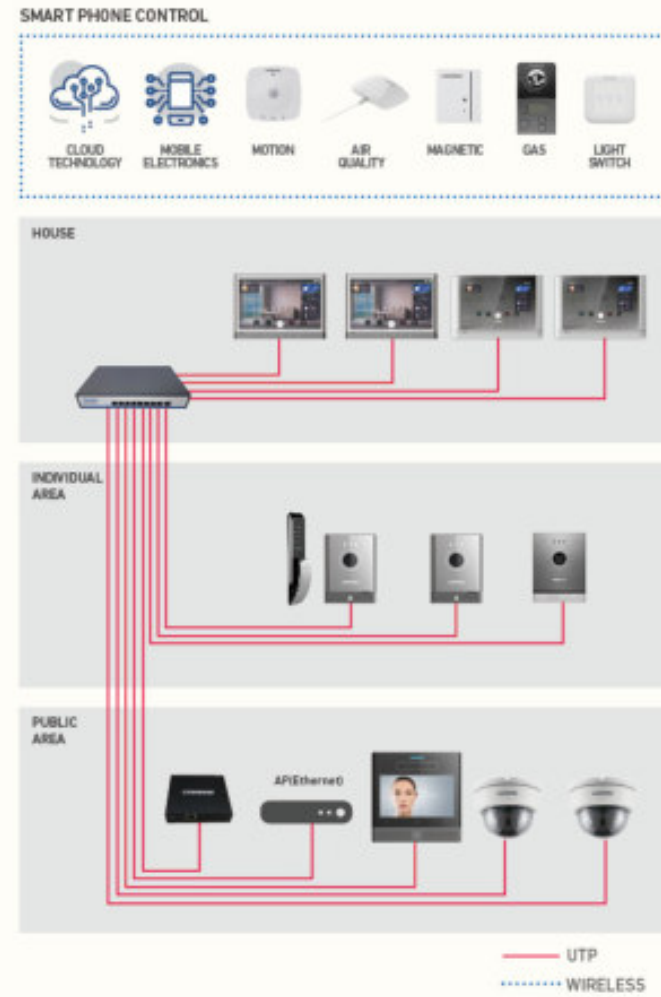 SMART PHONE CONTROL
CLOUD
TECHNOLOGY
MOBILE
ELECTRONICS
MOTION
AIR
QUALITY
MAGNETIC
GAS
LIGHT
SWITCH
HOUSE
INDIVIDUAL
AREA
PUBLIC
AREA
AP(Ethernet)
UTP
WIRELESS